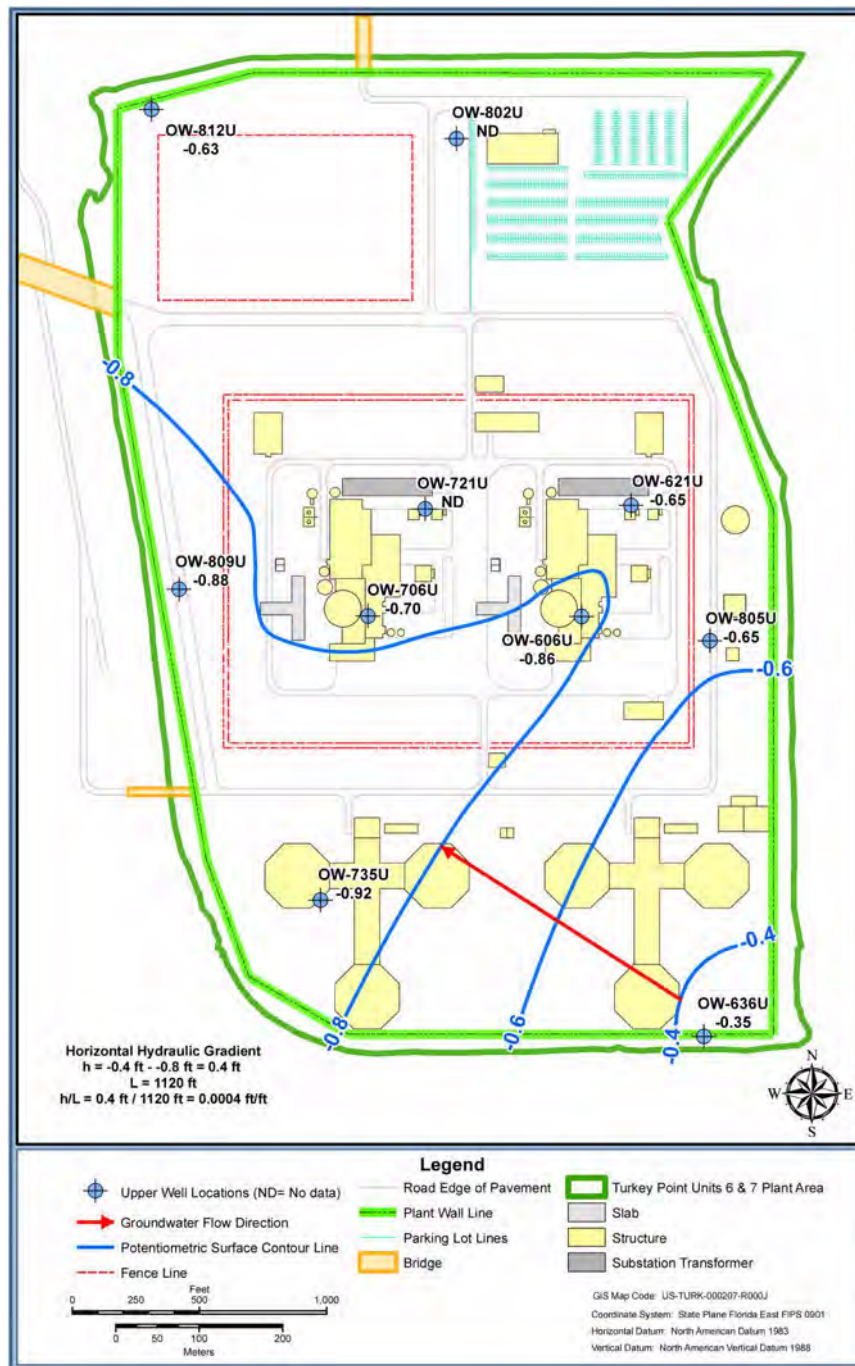 OW-812U
-0.63
OW-802U
ND
-0.8
OW-721U
ND
OW-621U
-0.65
OW-809U
-0.88
OW-706U
-0.70
OW-606U
-0.86
OW-805U
-0.65
-0.6
OW-735U
-0.92
-0.4
OW-636U
-0.35
-0.8
-0.6
-0.4
Horizontal Hydraulic Gradient
h = -0.4 ft - -0.8 ft = 0.4 ft
L = 1120 ft
h/L = 0.4 ft / 1120 ft = 0.0004 ft/ft
N
W E
S
Legend
Upper Well Locations (ND= No data)
Groundwater Flow Direction
Potentiometric Surface Contour Line
Fence Line
Road Edge of Pavement
Plant Wall Line
Parking Lot Lines
Bridge
Turkey Point Units 6 & 7 Plant Area
Slab
Structure
Substation Transformer
Feet
0 250 500 1,000
0 50 100 200
Meters
GIS Map Code: US-TURK-000207-R000J
Coordinate System: State Plane Florida East FIPS 0901
Horizontal Datum: North American Datum 1983
Vertical Datum: North American Vertical Datum 1988